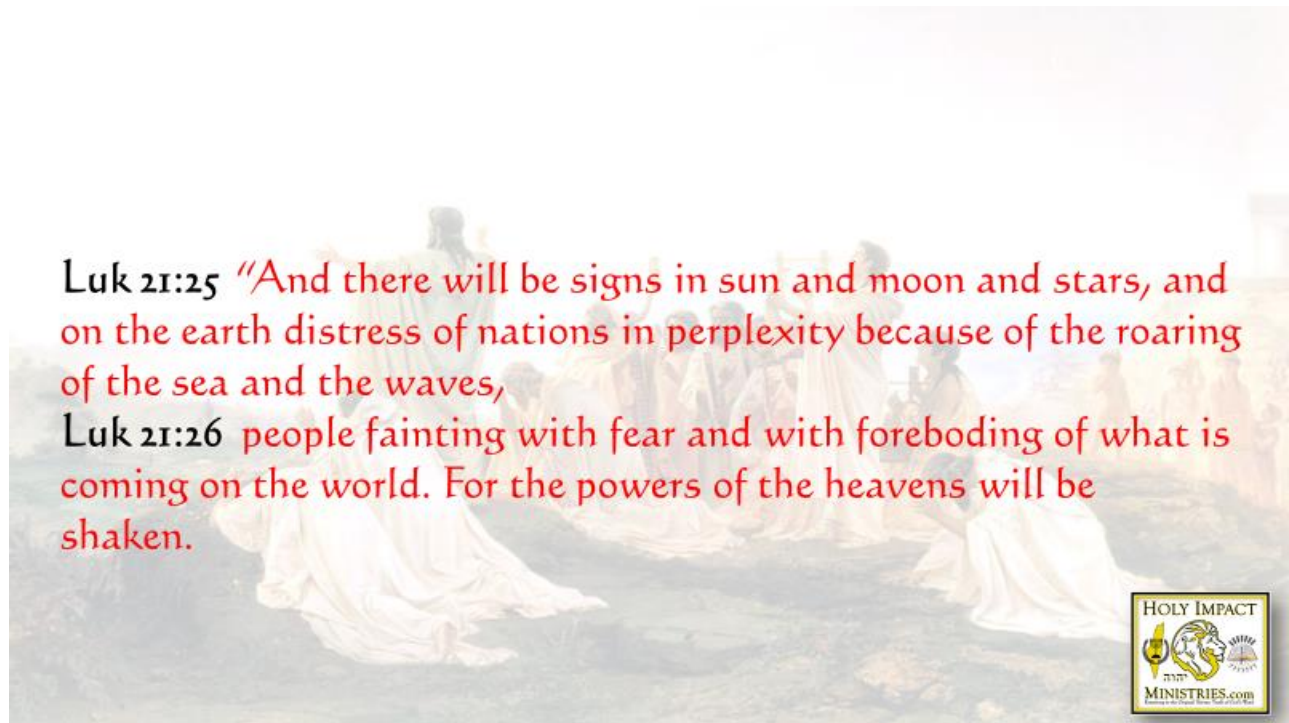 Luk 21:25 “And there will be signs in sun and moon and stars, and
on the earth distress of nations in perplexity because of the roaring
of the sea and the waves,
Luk 21:26 people fainting with fear and with foreboding of what is
coming on the world. For the powers of the heavens will be
shaken.
HOLY IMPACT
יהוה
MINISTRIES.com